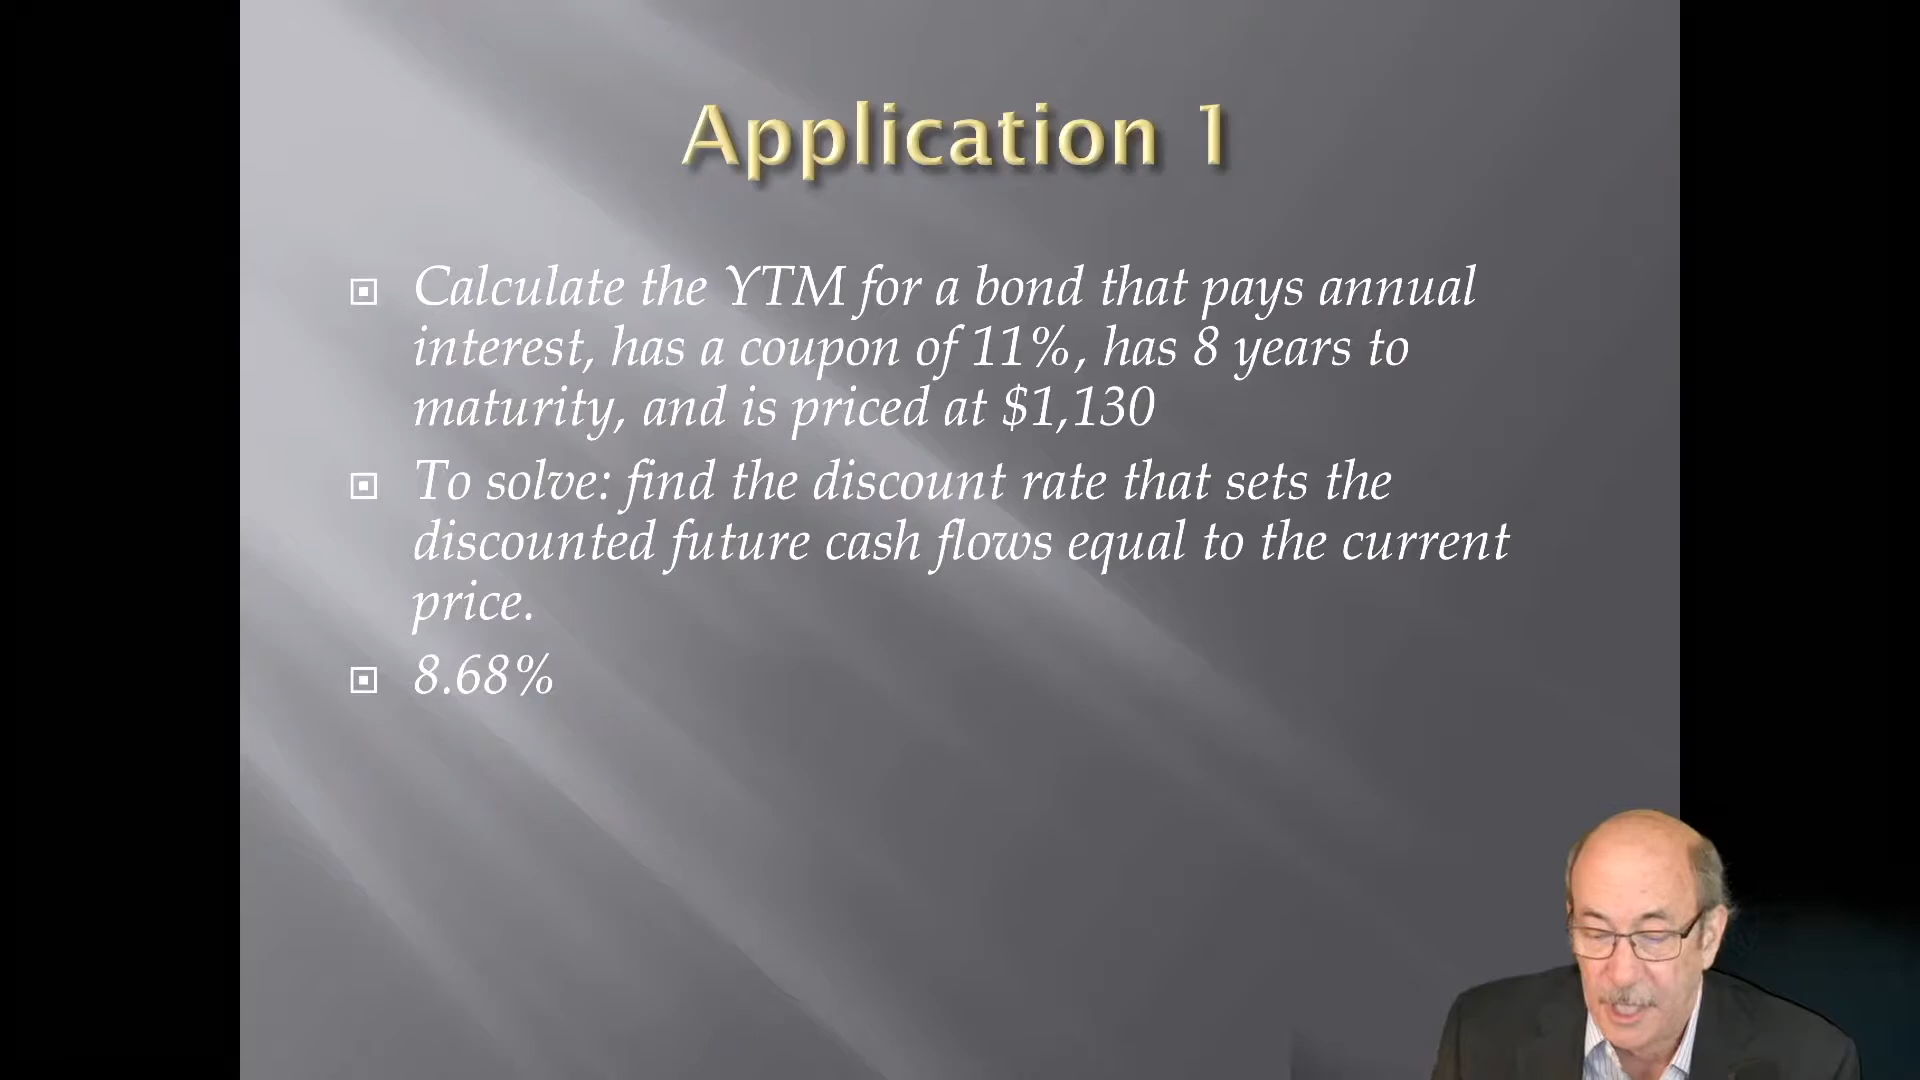 Application 1
Calculate the YTM for a bond that pays annual
interest, has a coupon of 11%, has 8 years to
maturity, and is priced at $1,130
To solve: find the discount rate that sets the
discounted future cash flows equal to the current
price.
8.68%